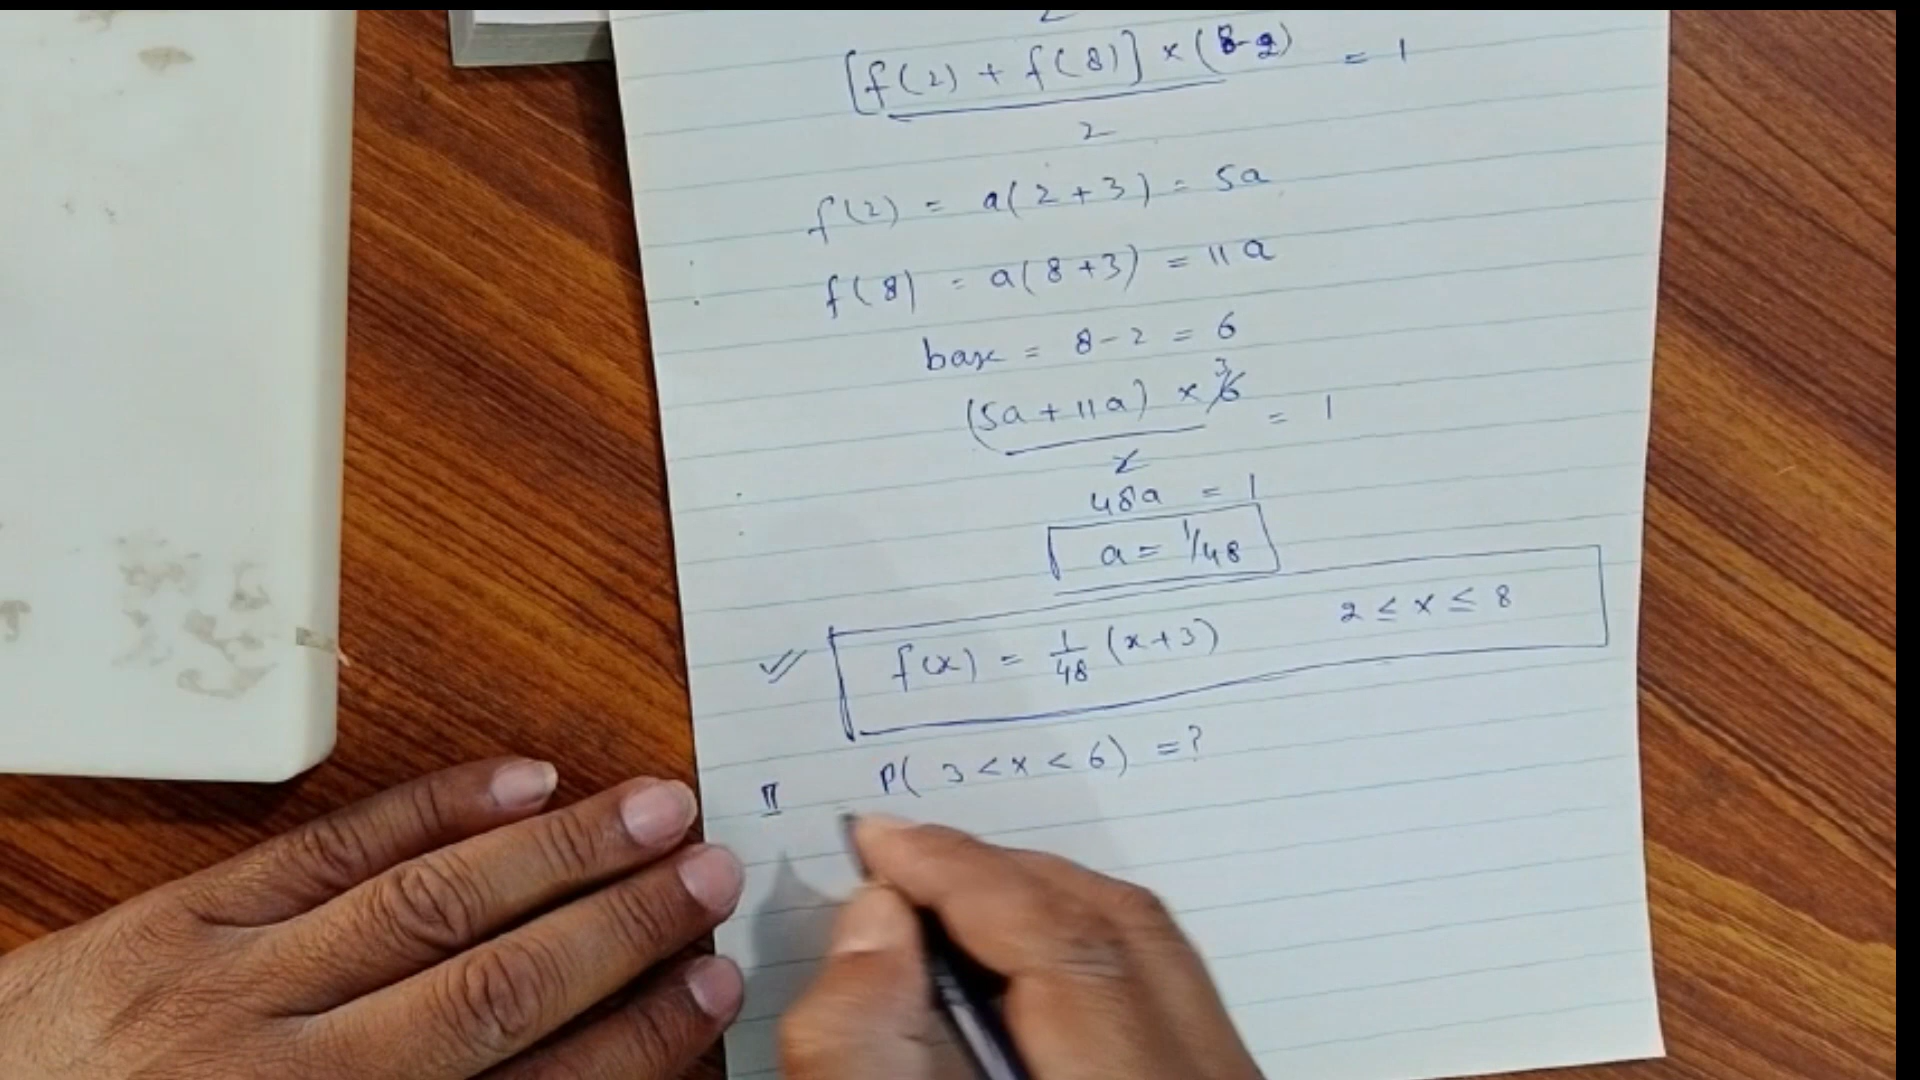 [f(2) + f(8)] × (8-2) = 1
2
f(2) = a(2+3) = 5a
f(8) = a(8+3) = 11a
base = 8-2 = 6
3
(5a+11a) × 6 = 1
2
48a = 1
a = 1/48
f(x) = 1/48 (x+3) 2 ≤ x ≤ 8
II P( 3 < x < 6) = ?